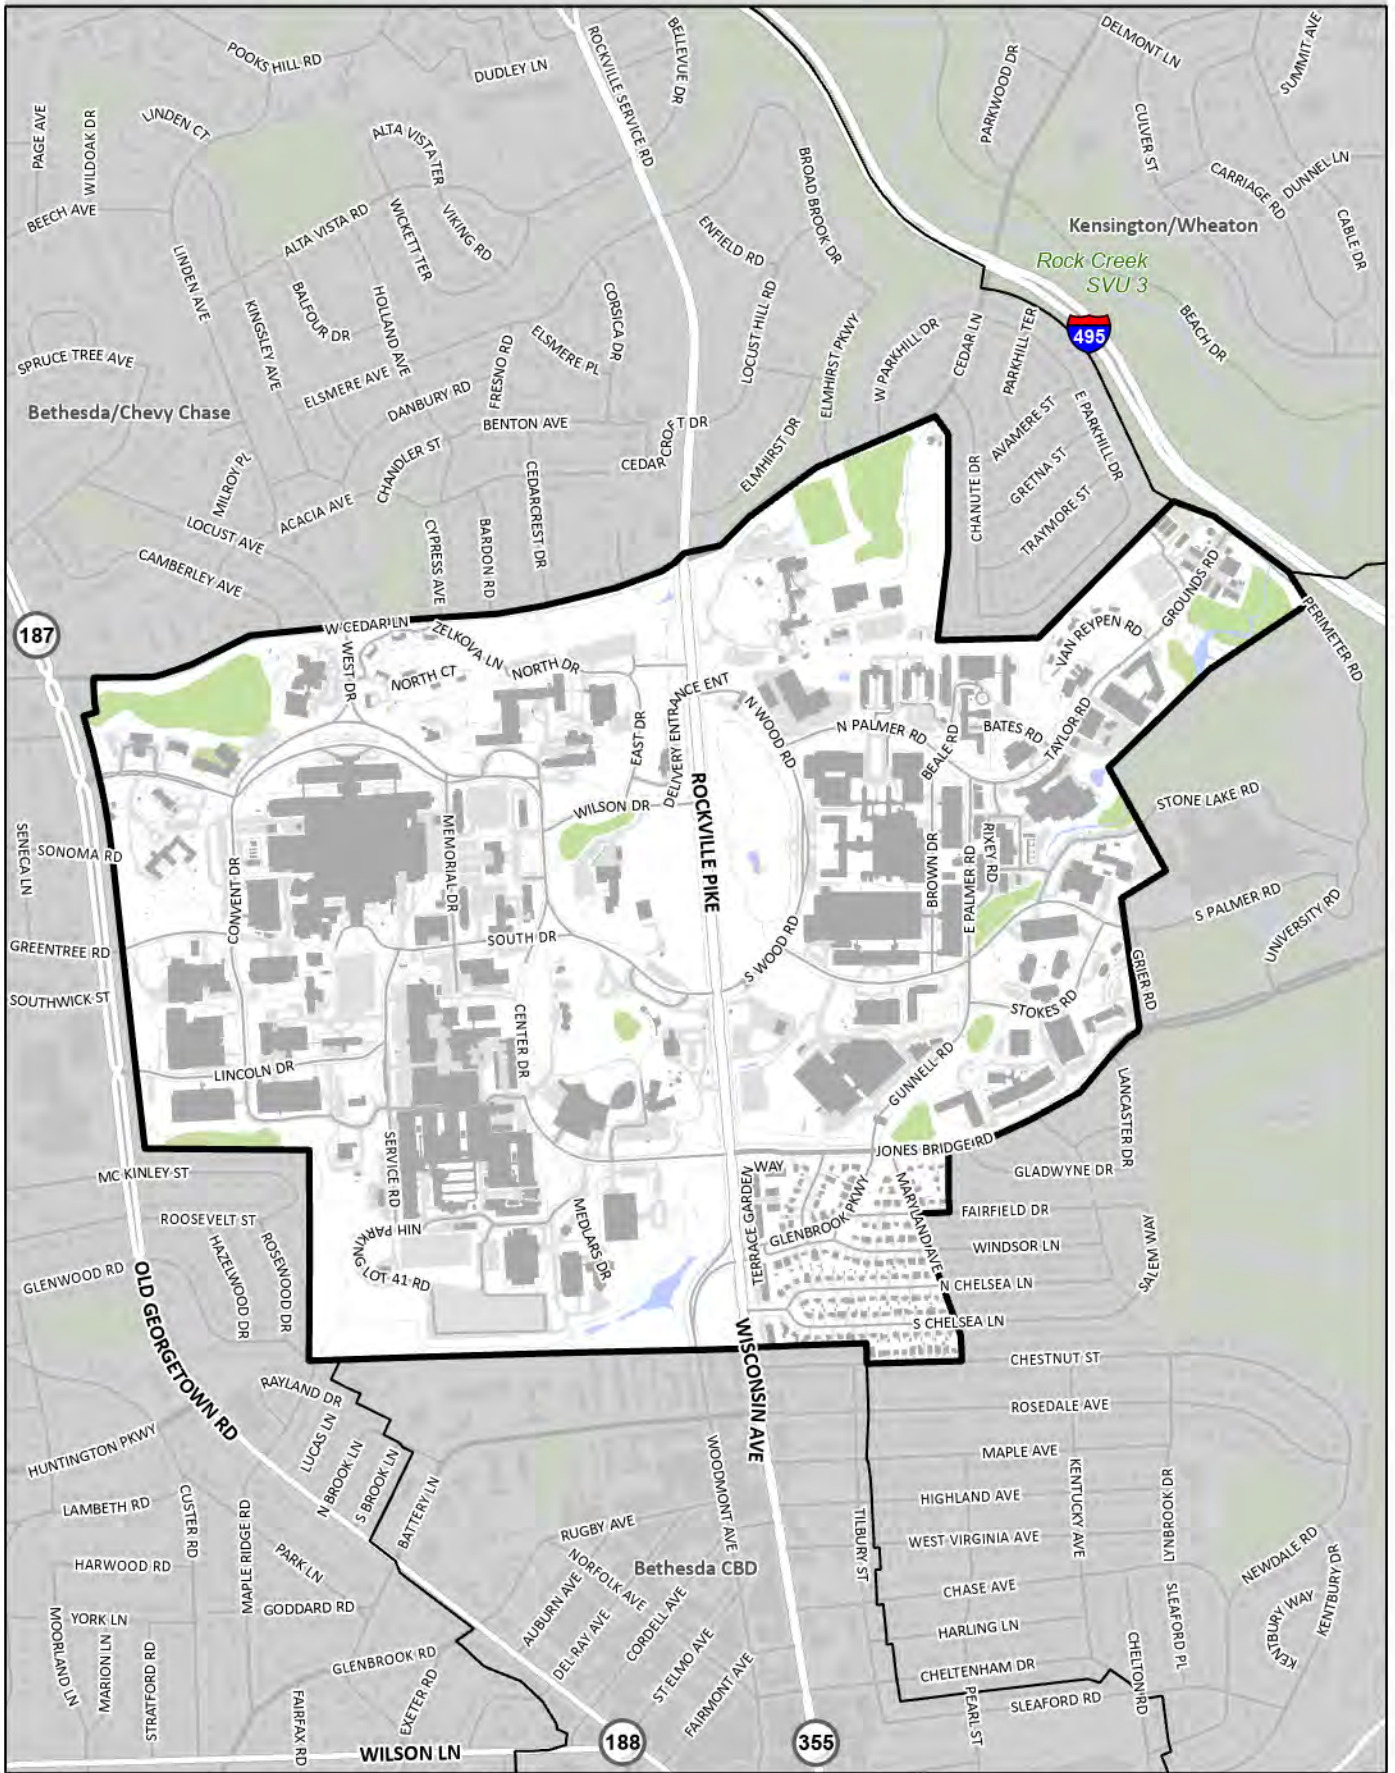 POOKS HILL RD
DUDLEY LN
ROCKVILLE SERVICE RD
BELLEVUE DR
PARKWOOD DR
DELMONT LN
SUMMIT AVE
PAGE AVE
WILDOAK DR
LINDEN CT
ALTA VISTA TER
BROAD BROOK DR
CULVER ST
CARRIAGE RD
DUNNEL LN
CABLE DR
BEECH AVE
ALTA VISTA RD
WICKETT TER
VIKING RD
ENFIELD RD
Kensington/Wheaton
Rock Creek
SVU 3
LINDEN AVE
KINGSLEY AVE
BALFOUR DR
HOLLAND AVE
CORSICA DR
LOCUST HILL RD
ELMHIRST PKWY
W PARKHILL DR
CEDAR LN
PARKHILL TER
495
BEACH DR
SPRUCE TREE AVE
ELSMERE AVE
DANBURY RD
FRESNO RD
ELSMERE PL
Bethesda/Chevy Chase
BENTON AVE
CEDARCROFT DR
ELMHIRST DR
AVAMERE ST
E PARKHILL DR
MILROY PL
CHANDLER ST
ACACIA AVE
CEDARCREST DR
CHANUTE DR
GRETNA ST
TRAYMORE ST
LOCUST AVE
CAMBERLEY AVE
CYPRESS AVE
BARDON RD
187
W CEDAR LN
ZELKOVA LN
WEST DR
NORTH CT
NORTH DR
EAST DR
DELIVERY ENTRANCE ENT
N WOOD RD
N PALMER RD
BEALE RD
BATES RD
TAYLOR RD
VAN REYPEN RD
GROUNDS RD
PERIMETER RD
WILSON DR
ROCKVILLE PIKE
STONE LAKE RD
SENECA LN
SONOMA RD
CONVENT DR
MEMORIAL DR
BROWN DR
E PALMER RD
RIXEY RD
S PALMER RD
UNIVERSITY RD
GREENTREE RD
SOUTH DR
S WOOD RD
GRIER RD
SOUTHWICK ST
CENTER DR
STOKES RD
LINCOLN DR
GUNNELL RD
LANCASTER DR
SERVICE RD
JONES BRIDGE RD
MC KINLEY ST
TERRACE GARDEN WAY
GLENBROOK PKWY
MARYLAND AVE
GLADWYNE DR
ROOSEVELT ST
HAZELWOOD DR
ROSEWOOD DR
NIH PARKING LOT 41 RD
MEDLARS DR
FAIRFIELD DR
WINDSOR LN
SALEM WAY
GLENWOOD RD
N CHELSEA LN
S CHELSEA LN
OLD GEORGETOWN RD
WISCONSIN AVE
CHESTNUT ST
RAYLAND DR
ROSEDALE AVE
HUNTINGTON PKWY
LUCAS LN
N BROOK LN
S BROOK LN
BATTERY LN
WOODMONT AVE
MAPLE AVE
KENTUCKY AVE
LYNBROOK DR
LAMBETH RD
CUSTER RD
MAPLE RIDGE RD
RUGBY AVE
TILBURY ST
HIGHLAND AVE
WEST VIRGINIA AVE
HARWOOD RD
PARK LN
NORFOLK AVE
Bethesda CBD
CHASE AVE
NEWDALE RD
KENTBURY DR
KENTBURY WAY
MOORLAND LN
YORK LN
MARION LN
STRATFORD RD
GODDARD RD
AUBURN AVE
DEL RAY AVE
CORDELL AVE
ST ELMO AVE
FAIRMONT AVE
HARLING LN
CHELTON RD
SLEAFORD PL
GLENBROOK RD
EXETER RD
FAIRFAX RD
CHELTENHAM DR
PEARL ST
SLEAFORD RD
WILSON LN
188
355